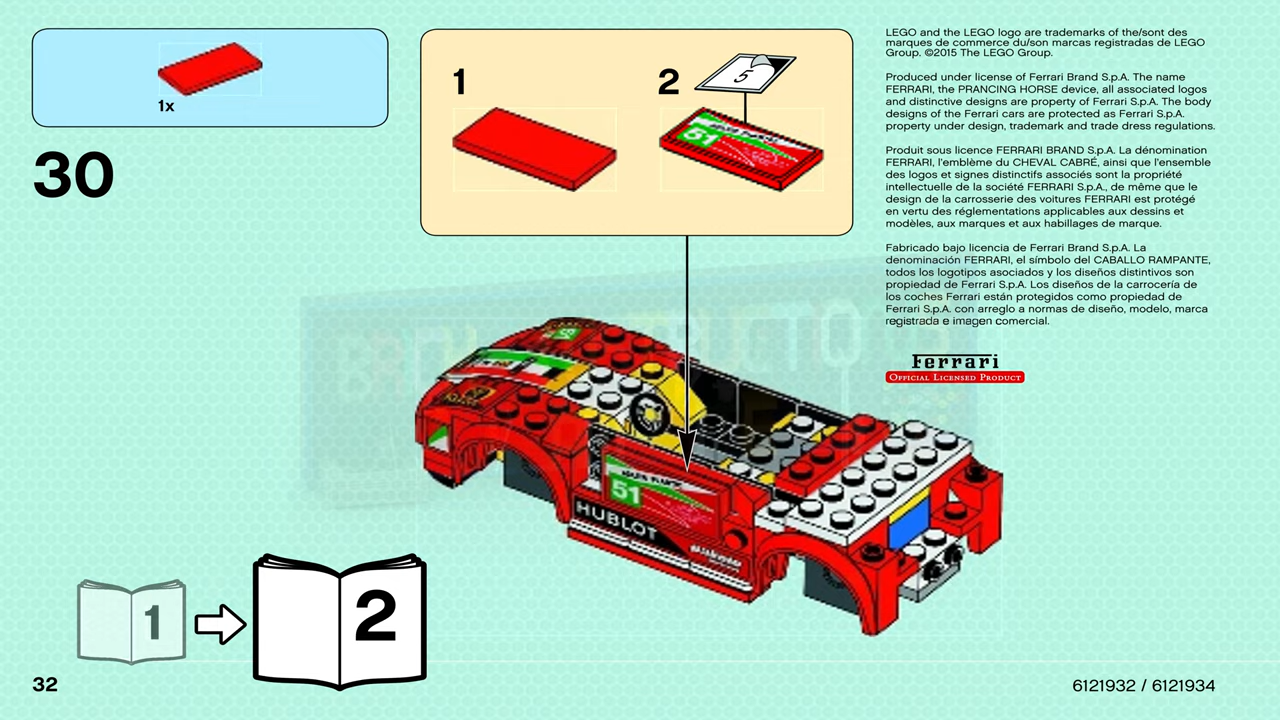 1x
30
1
2
5
51
LEGO and the LEGO logo are trademarks of the/sont des
marques de commerce du/son marcas registradas de LEGO
Group. ©2015 The LEGO Group.
Produced under license of Ferrari Brand S.p.A. The name
FERRARI, the PRANCING HORSE device, all associated logos
and distinctive designs are property of Ferrari S.p.A. The body
designs of the Ferrari cars are protected as Ferrari S.p.A.
property under design, trademark and trade dress regulations.
Produit sous licence FERRARI BRAND S.p.A. La dénomination
FERRARI, l'emblème du CHEVAL CABRÉ, ainsi que l'ensemble
des logos et signes distinctifs associés sont la propriété
intellectuelle de la société FERRARI S.p.A., de même que le
design de la carrosserie des voitures FERRARI est protégé
en vertu des réglementations applicables aux dessins et
modèles, aux marques et aux habillages de marque.
Fabricado bajo licencia de Ferrari Brand S.p.A. La
denominación FERRARI, el símbolo del CABALLO RAMPANTE,
todos los logotipos asociados y los diseños distintivos son
propiedad de Ferrari S.p.A. Los diseños de la carrocería de
los coches Ferrari están protegidos como propiedad de
Ferrari S.p.A. con arreglo a normas de diseño, modelo, marca
registrada e imagen comercial.
Ferrari
OFFICIAL LICENSED PRODUCT
51
HUBLOT
1
2
32
6121932 / 6121934